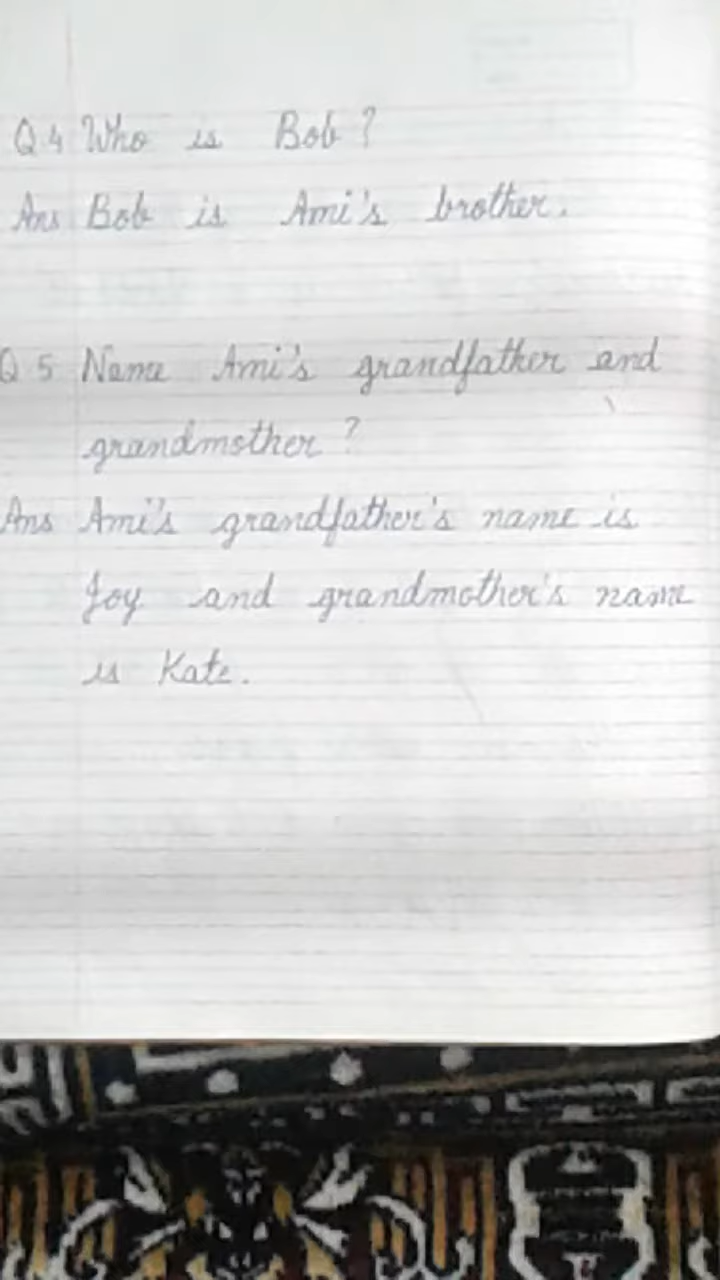 Q 4 Who is Bob ?
Ans Bob is Ami's brother.
Q 5 Name Ami's grandfather and
grandmother ?
Ans Ami's grandfather's name is
Joy and grandmother's name
is Kate.